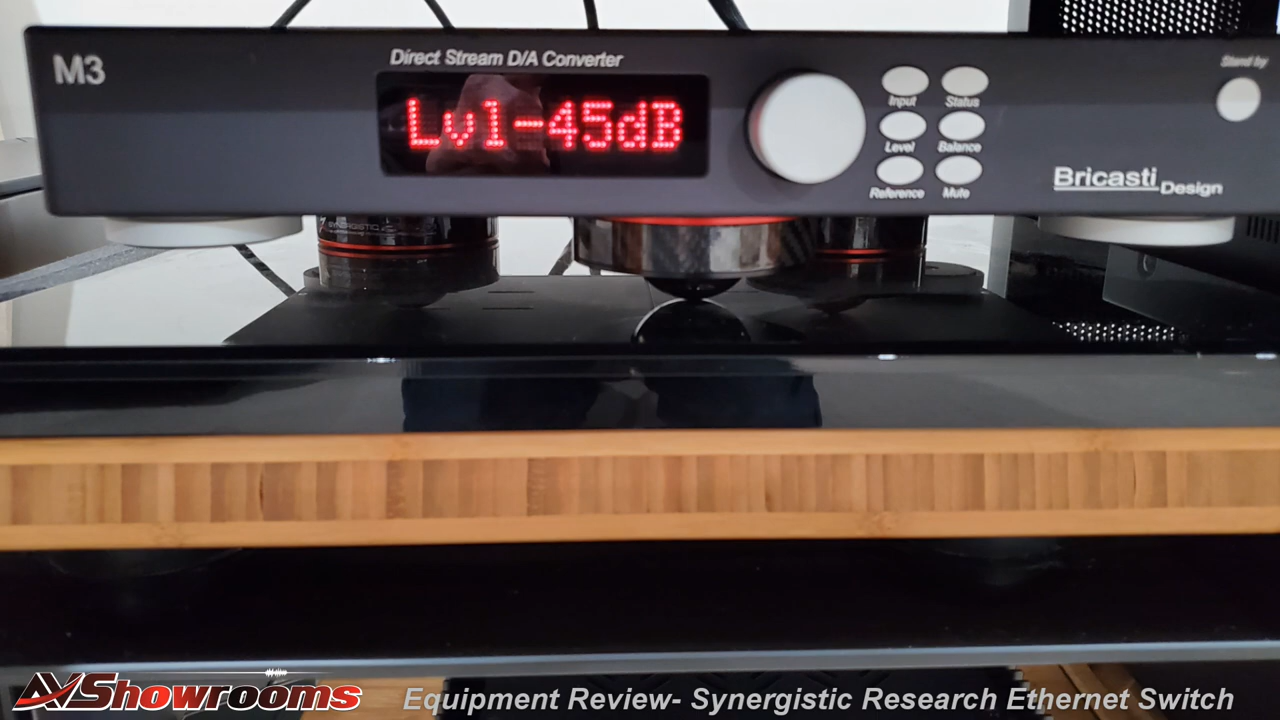 M3
Direct Stream D/A Converter
Lvl-45dB
Input
Status
Level
Balance
Reference
Mute
Stand by
Bricasti Design
SYNERGISTIC
AVShowrooms
Equipment Review- Synergistic Research Ethernet Switch